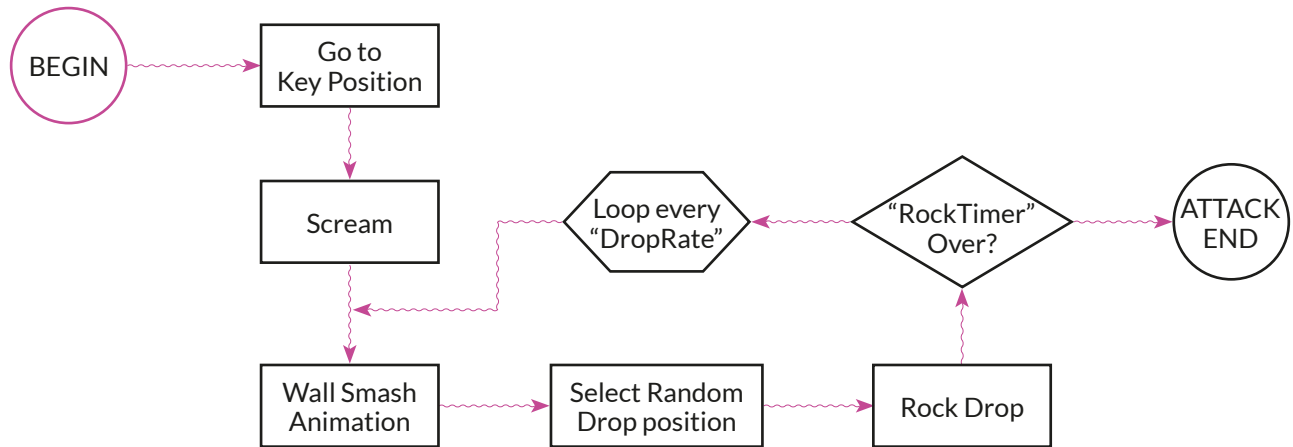 BEGIN
Go to
Key Position
Scream
Loop every
“DropRate”
“RockTimer”
Over?
ATTACK
END
Wall Smash
Animation
Select Random
Drop position
Rock Drop